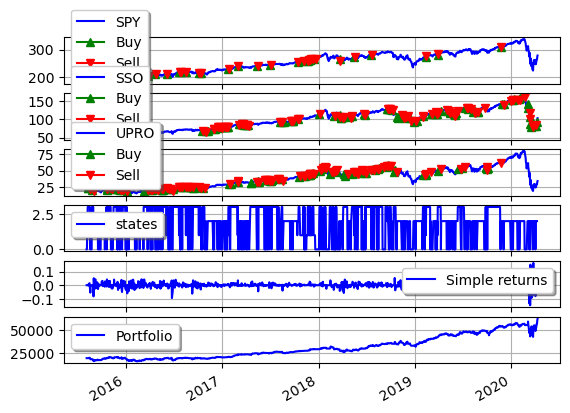 SPY
Buy
Sell
300
200
SSO
Buy
Sell
150
100
50
UPRO
Buy
Sell
75
50
25
states
2.5
0.0
Simple returns
0.1
0.0
−0.1
Portfolio
50000
25000
2016 2017 2018 2019 2020